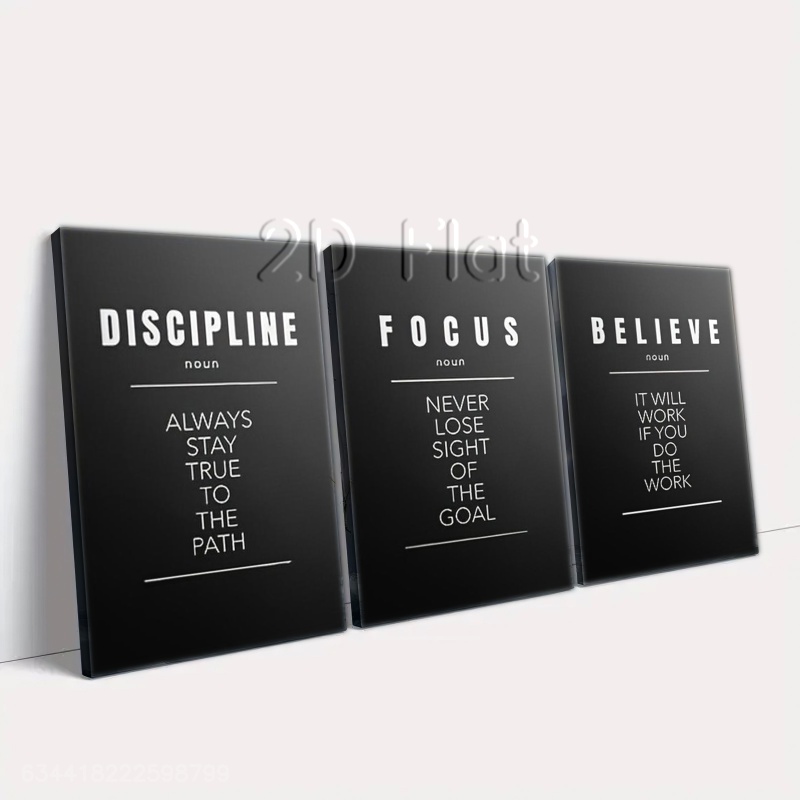 2D Flat
DISCIPLINE
noun
ALWAYS
STAY
TRUE
TO
THE
PATH
FOCUS
noun
NEVER
LOSE
SIGHT
OF
THE
GOAL
BELIEVE
noun
IT WILL
WORK
IF YOU
DO
THE
WORK
634418222598799